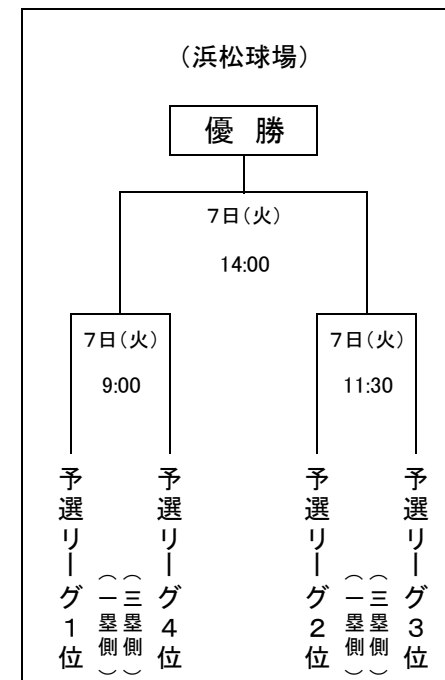 （浜松球場）
優 勝
７日（火）
14:00
７日（火）
9:00
７日（火）
11:30
予選リーグ１位
（一塁側）
（三塁側）
予選リーグ４位
予選リーグ２位
（一塁側）
（三塁側）
予選リーグ３位